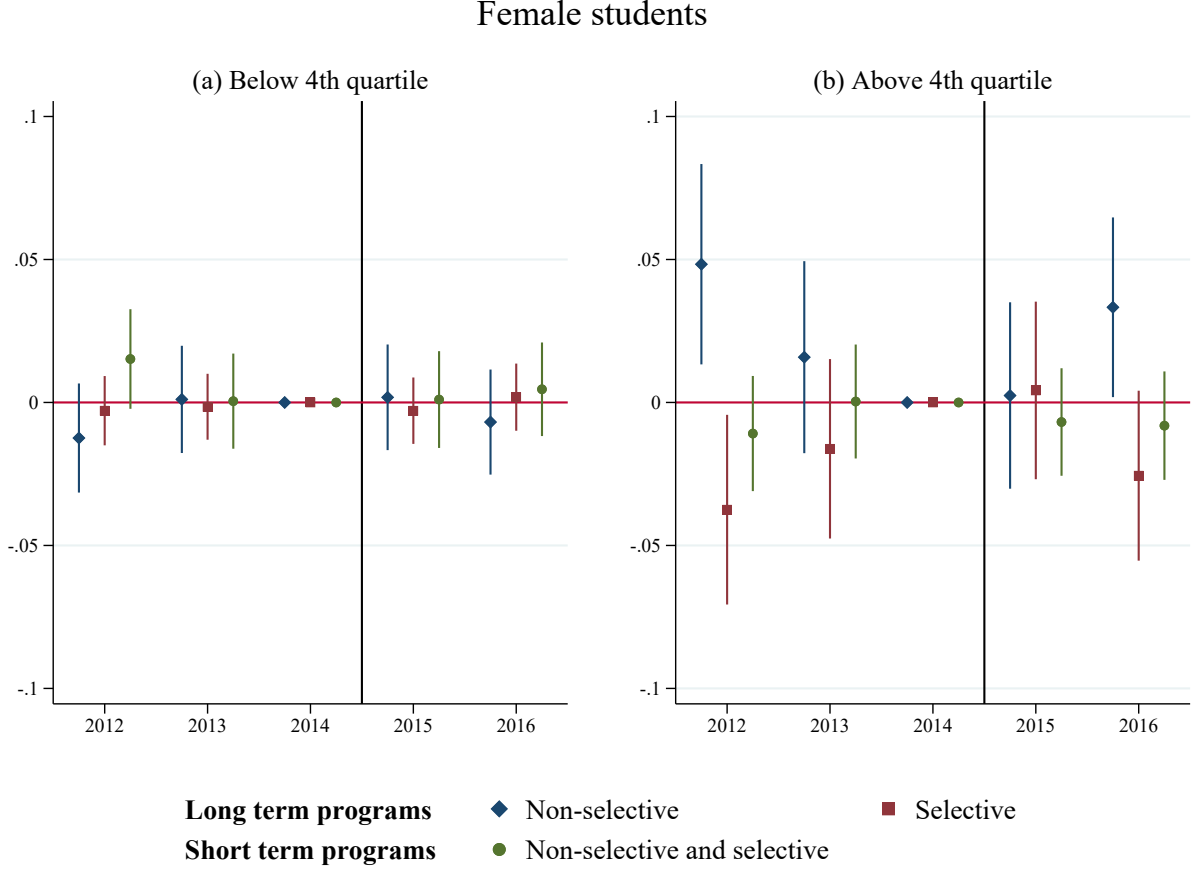 Female students
(a) Below 4th quartile
(b) Above 4th quartile
.1
.05
0
-.05
-.1
2012 2013 2014 2015 2016
.1
.05
0
-.05
-.1
2012 2013 2014 2015 2016
Long term programs Non-selective Selective
Short term programs Non-selective and selective